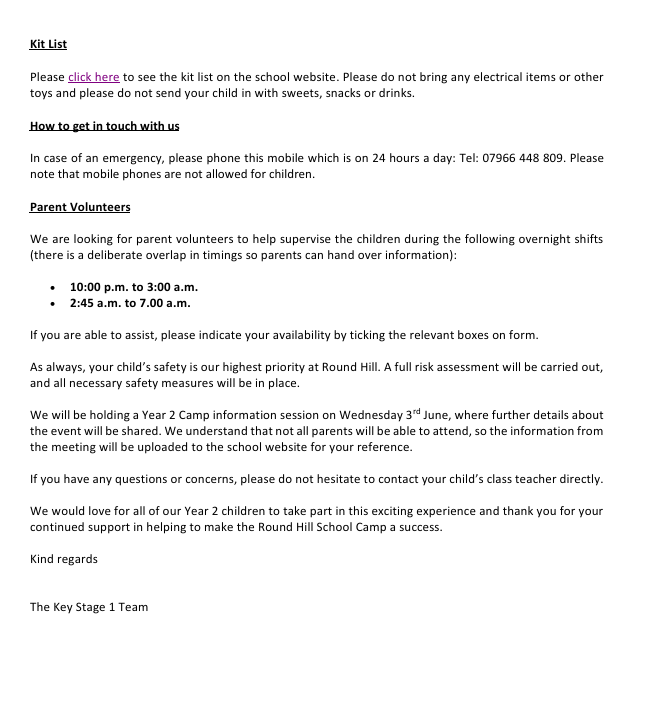 Kit List
Please click here to see the kit list on the school website. Please do not bring any electrical items or other
toys and please do not send your child in with sweets, snacks or drinks.
How to get in touch with us
In case of an emergency, please phone this mobile which is on 24 hours a day: Tel: 07966 448 809. Please
note that mobile phones are not allowed for children.
Parent Volunteers
We are looking for parent volunteers to help supervise the children during the following overnight shifts
(there is a deliberate overlap in timings so parents can hand over information):
• 10:00 p.m. to 3:00 a.m.
• 2:45 a.m. to 7.00 a.m.
If you are able to assist, please indicate your availability by ticking the relevant boxes on form.
As always, your child’s safety is our highest priority at Round Hill. A full risk assessment will be carried out,
and all necessary safety measures will be in place.
We will be holding a Year 2 Camp information session on Wednesday 3rd June, where further details about
the event will be shared. We understand that not all parents will be able to attend, so the information from
the meeting will be uploaded to the school website for your reference.
If you have any questions or concerns, please do not hesitate to contact your child’s class teacher directly.
We would love for all of our Year 2 children to take part in this exciting experience and thank you for your
continued support in helping to make the Round Hill School Camp a success.
Kind regards
The Key Stage 1 Team